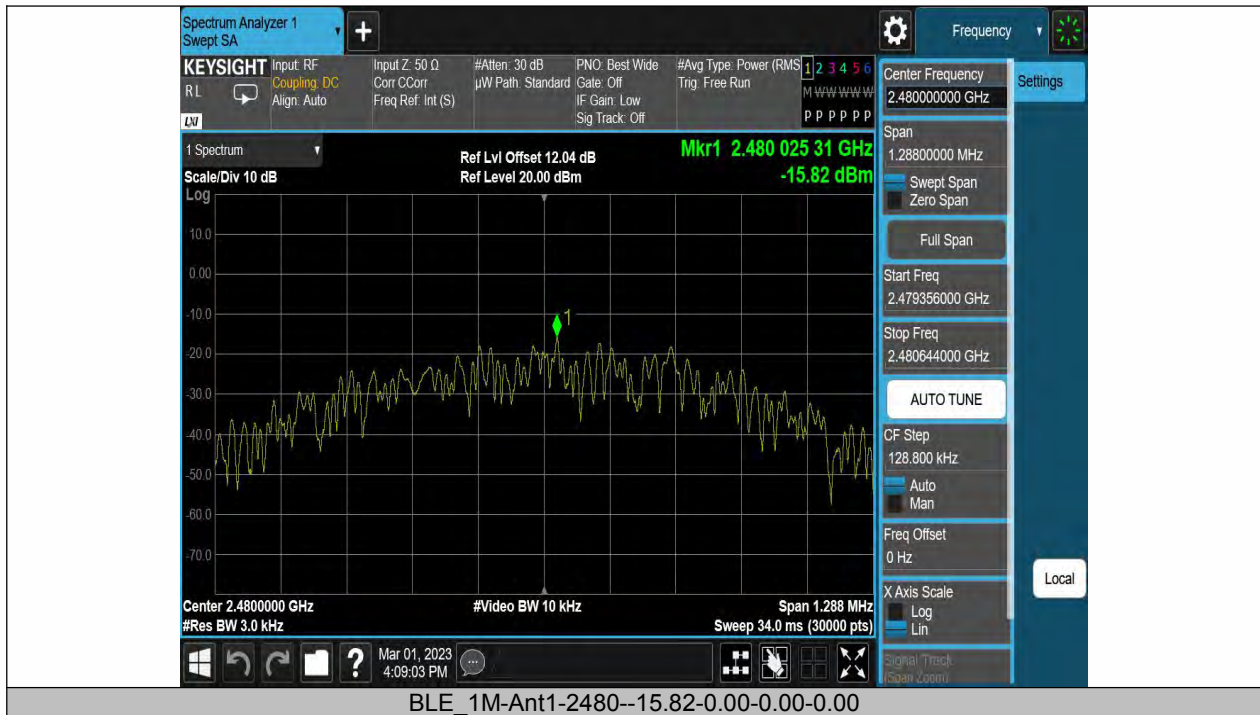 Spectrum Analyzer 1
Swept SA
+
Frequency
KEYSIGHT
RL
LXI
Input: RF
Coupling: DC
Align: Auto
Input Z: 50 Ω
Corr CCorr
Freq Ref: Int (S)
#Atten: 30 dB
µW Path: Standard
PNO: Best Wide
Gate: Off
IF Gain: Low
Sig Track: Off
#Avg Type: Power (RMS
Trig: Free Run
1 2 3 4 5 6
M W W W W W
P P P P P P
1 Spectrum
Scale/Div 10 dB
Log
Ref Lvl Offset 12.04 dB
Ref Level 20.00 dBm
Mkr1 2.480 025 31 GHz
-15.82 dBm
10.0
0.00
-10.0
-20.0
-30.0
-40.0
-50.0
-60.0
-70.0
1
Center 2.4800000 GHz
#Res BW 3.0 kHz
#Video BW 10 kHz
Span 1.288 MHz
Sweep 34.0 ms (30000 pts)
Center Frequency
2.480000000 GHz
Settings
Span
1.28800000 MHz
Swept Span
Zero Span
Full Span
Start Freq
2.479356000 GHz
Stop Freq
2.480644000 GHz
AUTO TUNE
CF Step
128.800 kHz
Auto
Man
Freq Offset
0 Hz
X Axis Scale
Log
Lin
Local
Signal Track
(Span Zoom)
?
Mar 01, 2023
4:09:03 PM
BLE_1M-Ant1-2480--15.82-0.00-0.00-0.00